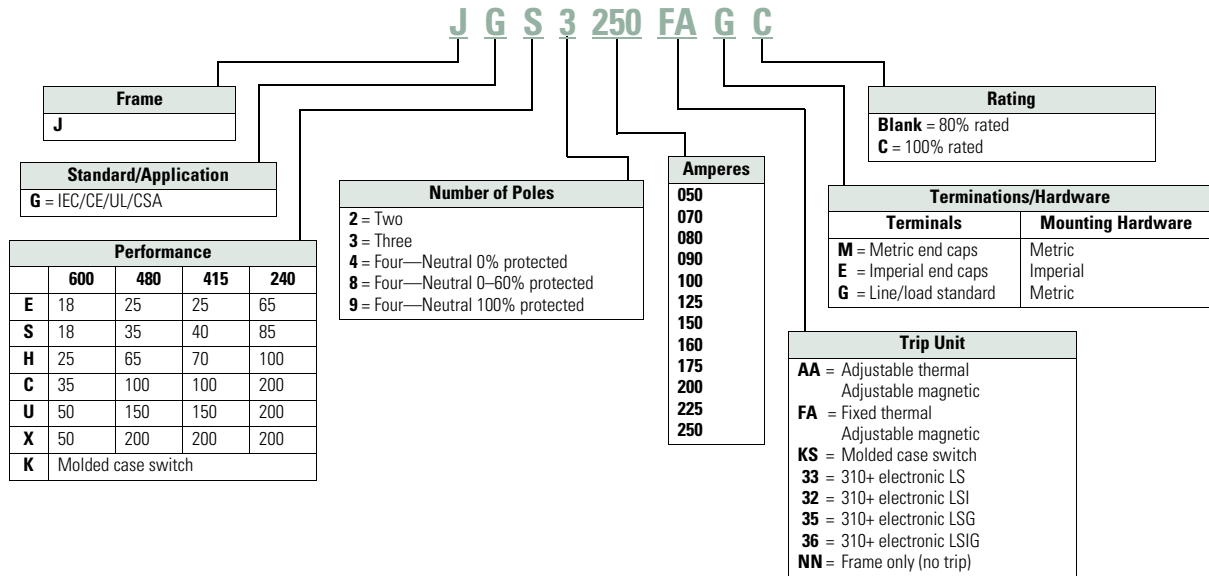 J G S 3 250 FA G C
Frame
J
Standard/Application
G = IEC/CE/UL/CSA
Performance
600 480 415 240
E 18 25 25 65
S 18 35 40 85
H 25 65 70 100
C 35 100 100 200
U 50 150 150 200
X 50 200 200 200
K Molded case switch
Number of Poles
2 = Two
3 = Three
4 = Four—Neutral 0% protected
8 = Four—Neutral 0–60% protected
9 = Four—Neutral 100% protected
Amperes
050
070
080
090
100
125
150
160
175
200
225
250
Rating
Blank = 80% rated
C = 100% rated
Terminations/Hardware
Terminals Mounting Hardware
M = Metric end caps Metric
E = Imperial end caps Imperial
G = Line/load standard Metric
Trip Unit
AA = Adjustable thermal
Adjustable magnetic
FA = Fixed thermal
Adjustable magnetic
KS = Molded case switch
33 = 310+ electronic LS
32 = 310+ electronic LSI
35 = 310+ electronic LSG
36 = 310+ electronic LSIG
NN = Frame only (no trip)